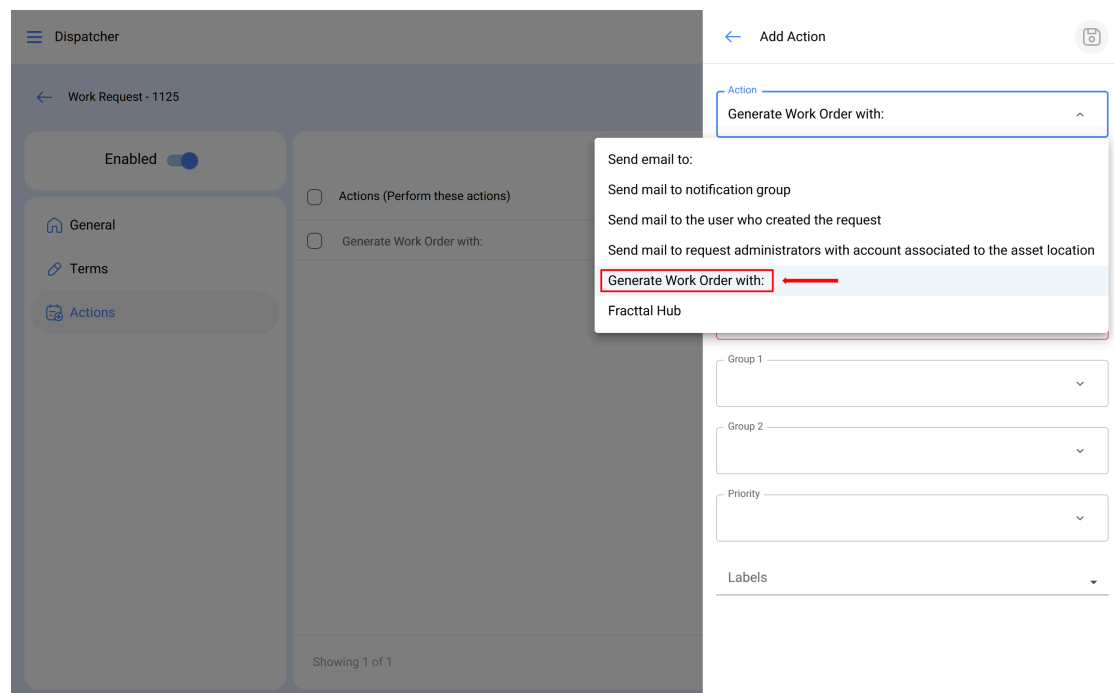 Dispatcher
Work Request - 1125
Enabled
General
Terms
Actions
Actions (Perform these actions)
Generate Work Order with:
Showing 1 of 1
Add Action
Action
Generate Work Order with:
Send email to:
Send mail to notification group
Send mail to the user who created the request
Send mail to request administrators with account associated to the asset location
Generate Work Order with:
Fracttal Hub
Group 1
Group 2
Priority
Labels